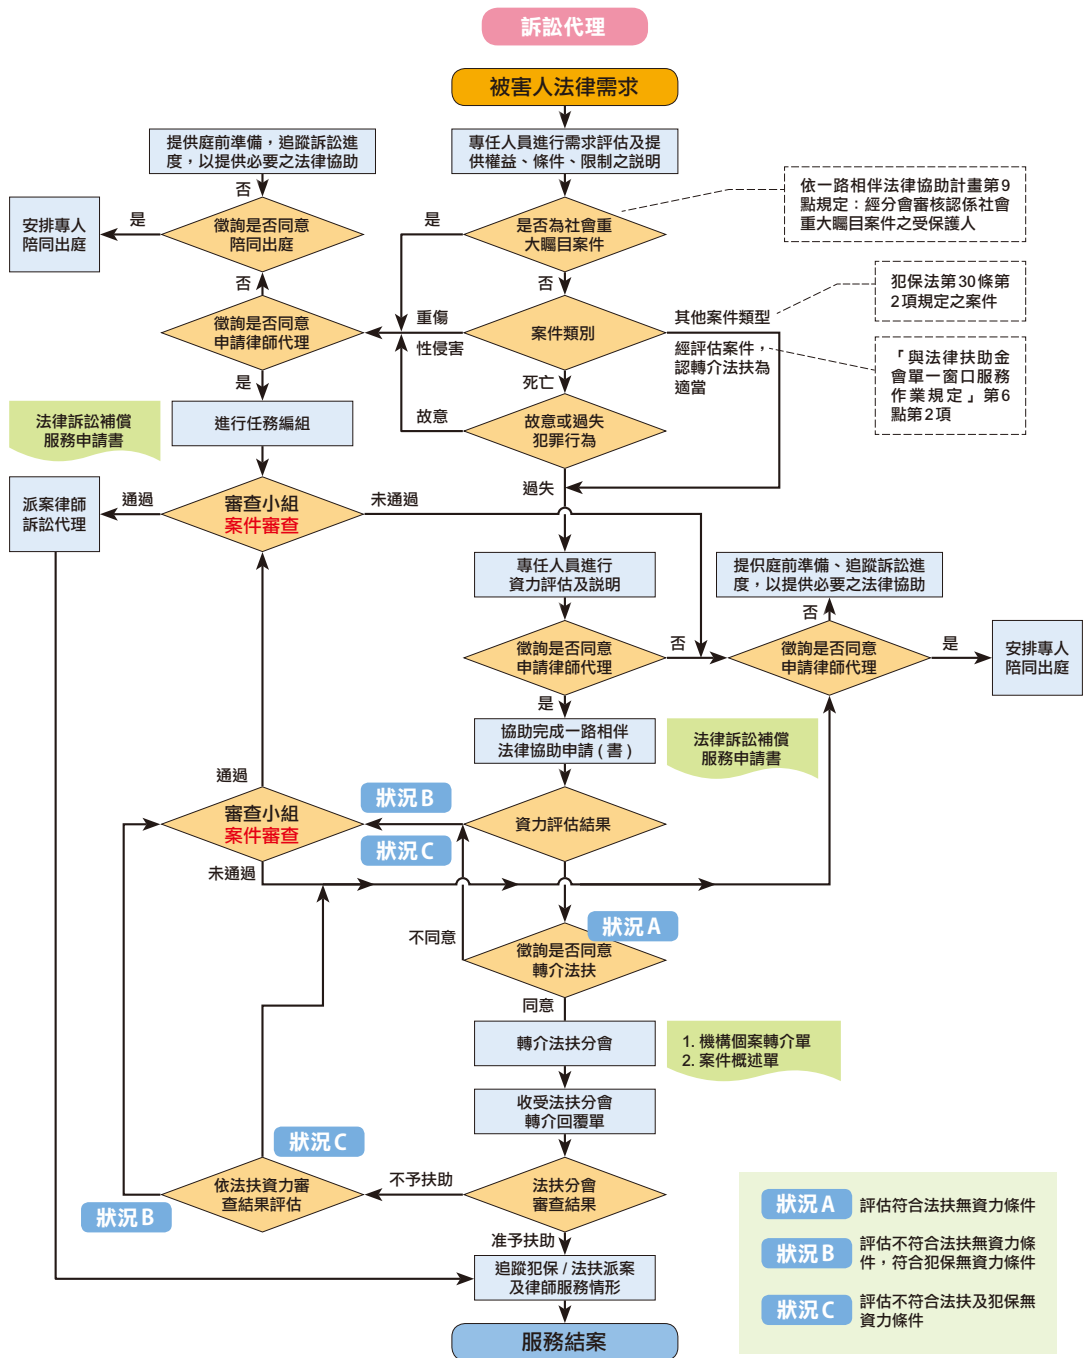 訴訟代理
被害人法律需求
提供庭前準備，追蹤訴訟進
度，以提供必要之法律協助
專任人員進行需求評估及提
供權益、條件、限制之說明
依一路相伴法律協助計畫第9
點規定：經分會審核認係社會
重大矚目案件之受保護人
否
安排專人
陪同出庭
是
徵詢是否同意
陪同出庭
是
是否為社會重
大矚目案件
否
否
犯保法第30條第
2項規定之案件
徵詢是否同意
申請律師代理
重傷
性侵害
案件類別
其他案件類型
經評估案件，
認轉介法扶為
適當
「與法律扶助金
會單一窗口服務
作業規定」第6
點第2項
是
死亡
法律訴訟補償
服務申請書
進行任務編組
故意
故意或過失
犯罪行為
過失
派案律師
訴訟代理
通過
審查小組
案件審查
未通過
專任人員進行
資力評估及說明
提供庭前準備、追蹤訴訟進
度，以提供必要之法律協助
否
徵詢是否同意
申請律師代理
否
徵詢是否同意
申請律師代理
是
安排專人
陪同出庭
是
協助完成一路相伴
法律協助申請(書)
法律訴訟補償
服務申請書
通過
狀況B
審查小組
案件審查
資力評估結果
狀況C
未通過
狀況A
不同意
徵詢是否同意
轉介法扶
同意
轉介法扶分會
1. 機構個案轉介單
2. 案件概述單
收受法扶分會
轉介回覆單
狀況C
依法扶資力審
查結果評估
不予扶助
法扶分會
審查結果
狀況B
准予扶助
追蹤犯保/法扶派案
及律師服務情形
服務結案
狀況A
評估符合法扶無資力條件
狀況B
評估不符合法扶無資力條
件，符合犯保無資力條件
狀況C
評估不符合法扶及犯保無
資力條件